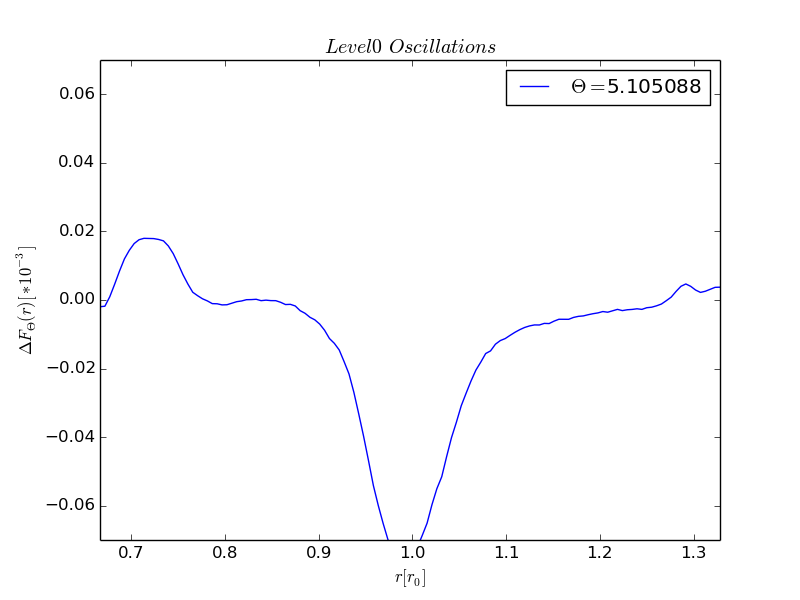 Level0 Oscillations
Θ = 5.105088
0.06
0.04
0.02
0.00
−0.02
−0.04
−0.06
ΔF_Θ(r)[*10^{-3}]
0.7 0.8 0.9 1.0 1.1 1.2 1.3
r[r_0]